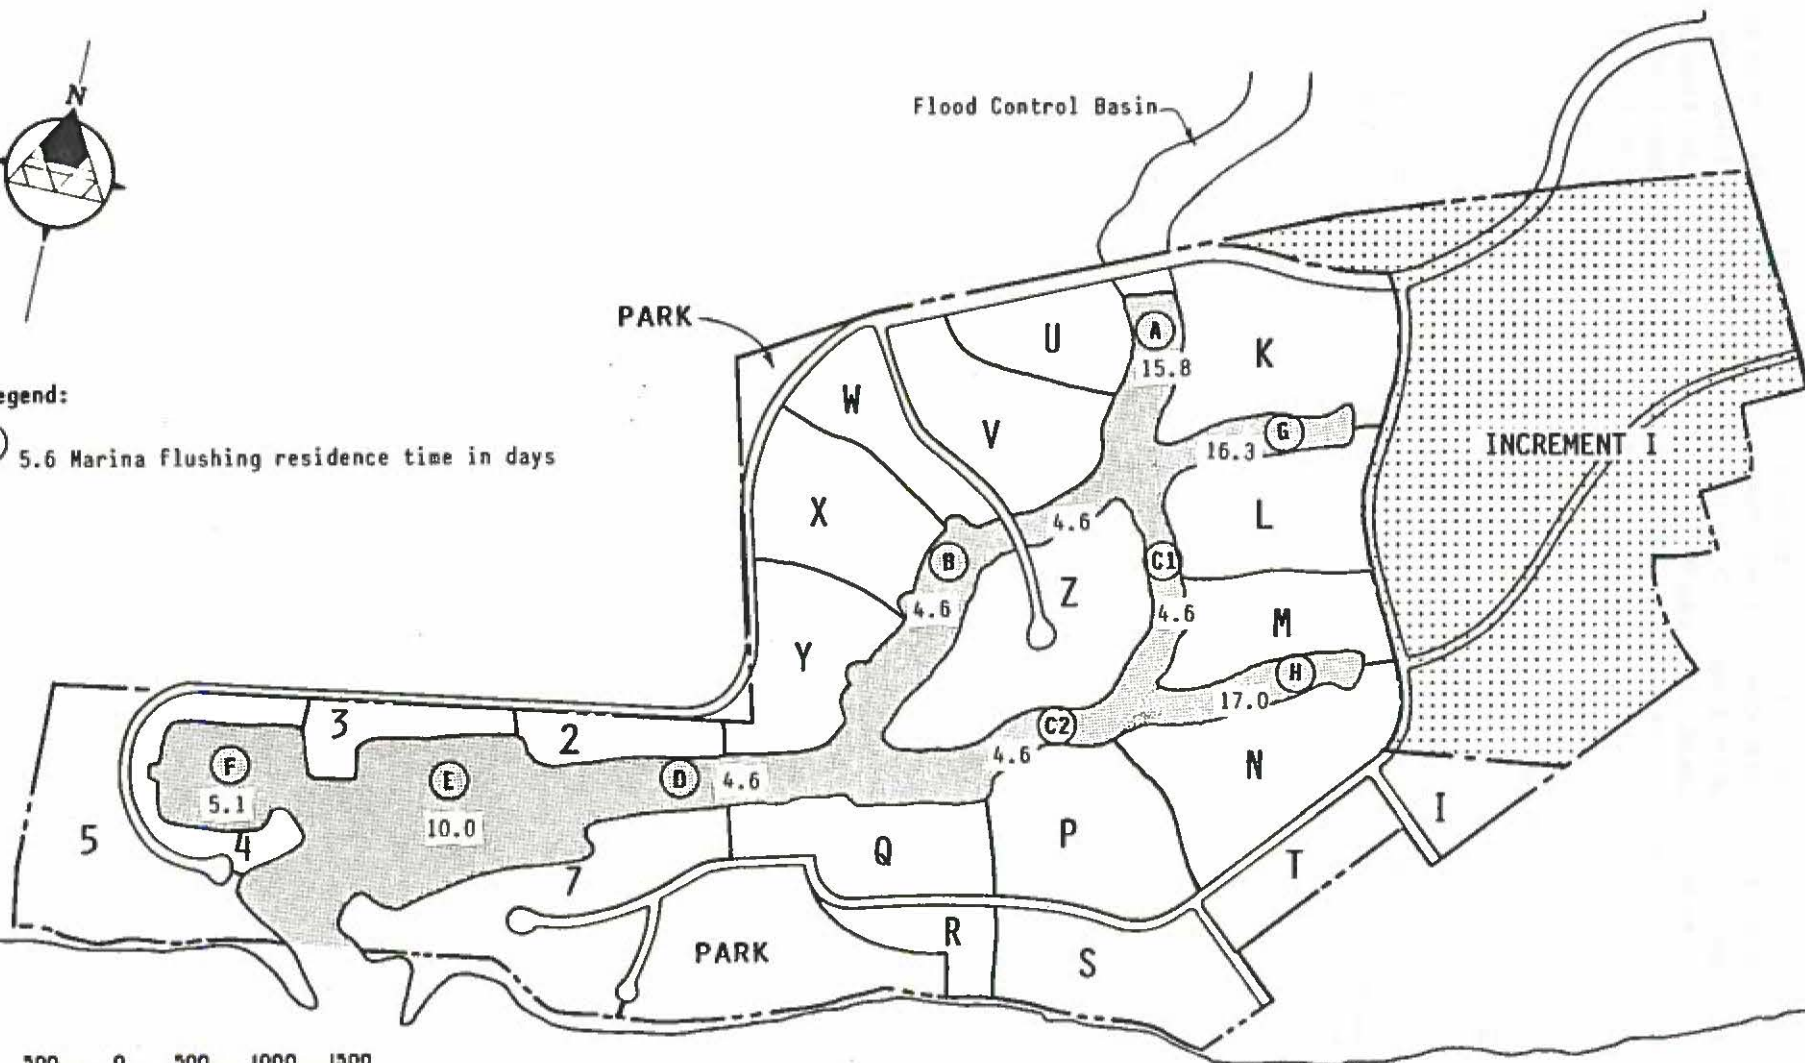 N
Flood Control Basin
PARK
egend:
5.6 Marina flushing residence time in days
U
A
15.8
K
W
V
G
16.3
INCREMENT I
X
L
4.6
B
C1
Z
4.6
4.6
M
Y
H
17.0
3
2
C2
4.6
N
F
5.1
E
10.0
D
4.6
I
5
4
7
Q
P
T
R
PARK
S
500 0 500 1000 1500